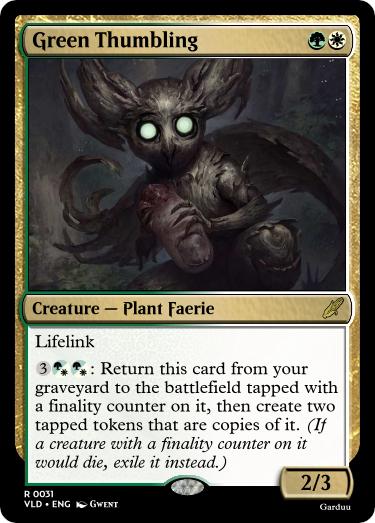 Green Thumbling
Creature — Plant Faerie
Lifelink
3: Return this card from your
graveyard to the battlefield tapped with
a finality counter on it, then create two
tapped tokens that are copies of it. (If
a creature with a finality counter on it
would die, exile it instead.)
2/3
R 0031
VLD • ENG Gwent
Garduu